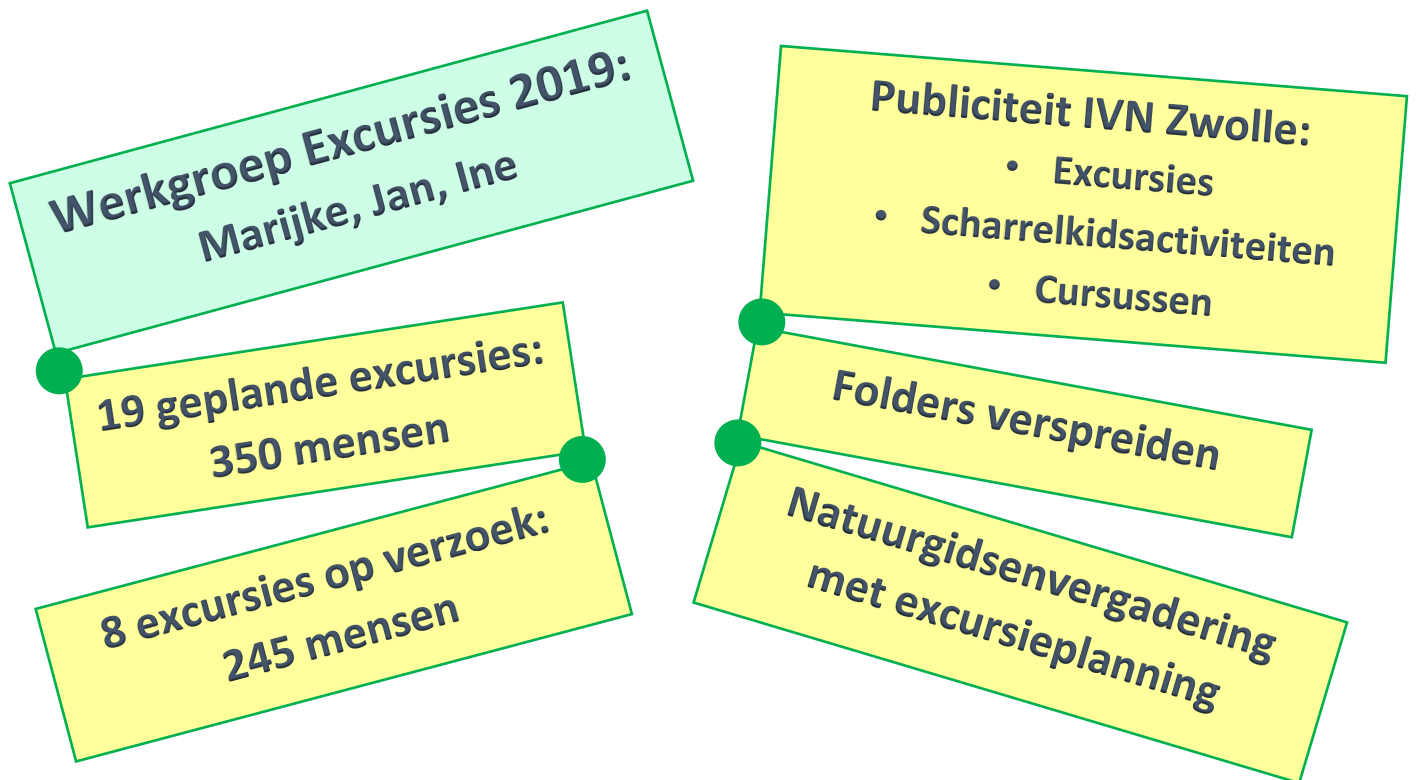 Werkgroep Excursies 2019:
Marijke, Jan, Ine
19 geplande excursies:
350 mensen
8 excursies op verzoek:
245 mensen
Publiciteit IVN Zwolle:
• Excursies
• Scharrelkidsactiviteiten
• Cursussen
Folders verspreiden
Natuurgidsenvergadering
met excursieplanning